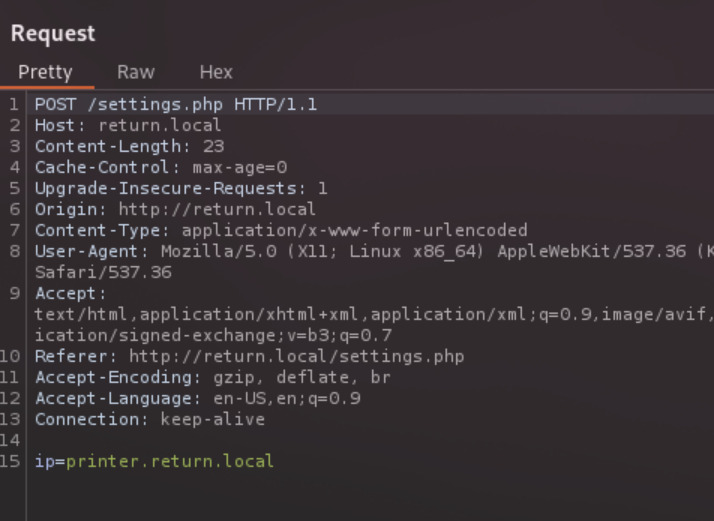 Request
Pretty Raw Hex
1 POST /settings.php HTTP/1.1
2 Host: return.local
3 Content-Length: 23
4 Cache-Control: max-age=0
5 Upgrade-Insecure-Requests: 1
6 Origin: http://return.local
7 Content-Type: application/x-www-form-urlencoded
8 User-Agent: Mozilla/5.0 (X11; Linux x86_64) AppleWebKit/537.36 (K
Safari/537.36
9 Accept:
text/html,application/xhtml+xml,application/xml;q=0.9,image/avif,
ication/signed-exchange;v=b3;q=0.7
10 Referer: http://return.local/settings.php
11 Accept-Encoding: gzip, deflate, br
12 Accept-Language: en-US,en;q=0.9
13 Connection: keep-alive
14
15 ip=printer.return.local